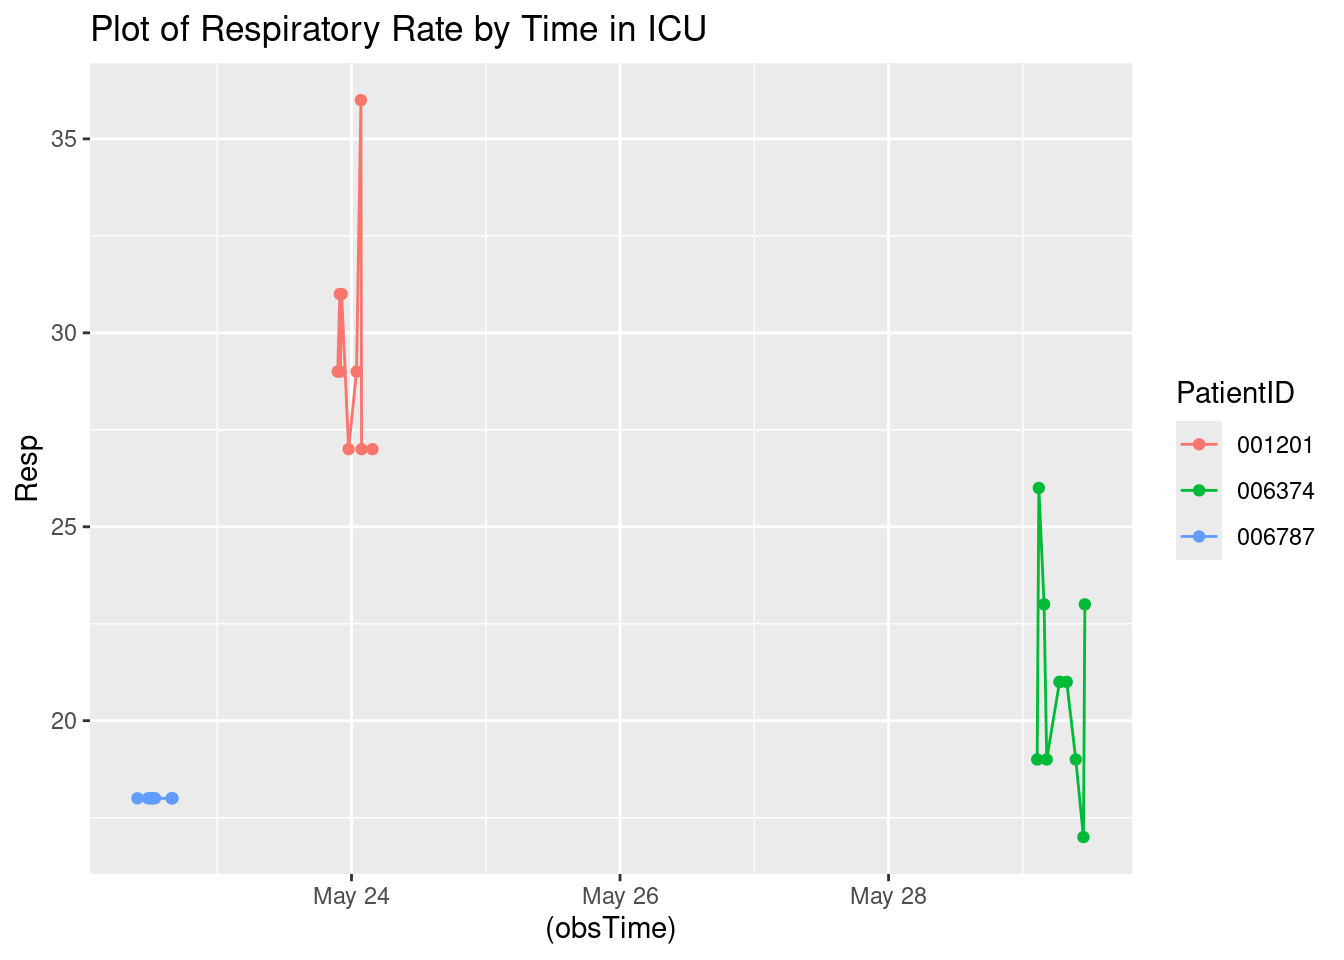 Plot of Respiratory Rate by Time in ICU
35
30
25
20
Resp
May 24
May 26
May 28
(obsTime)
PatientID
001201
006374
006787